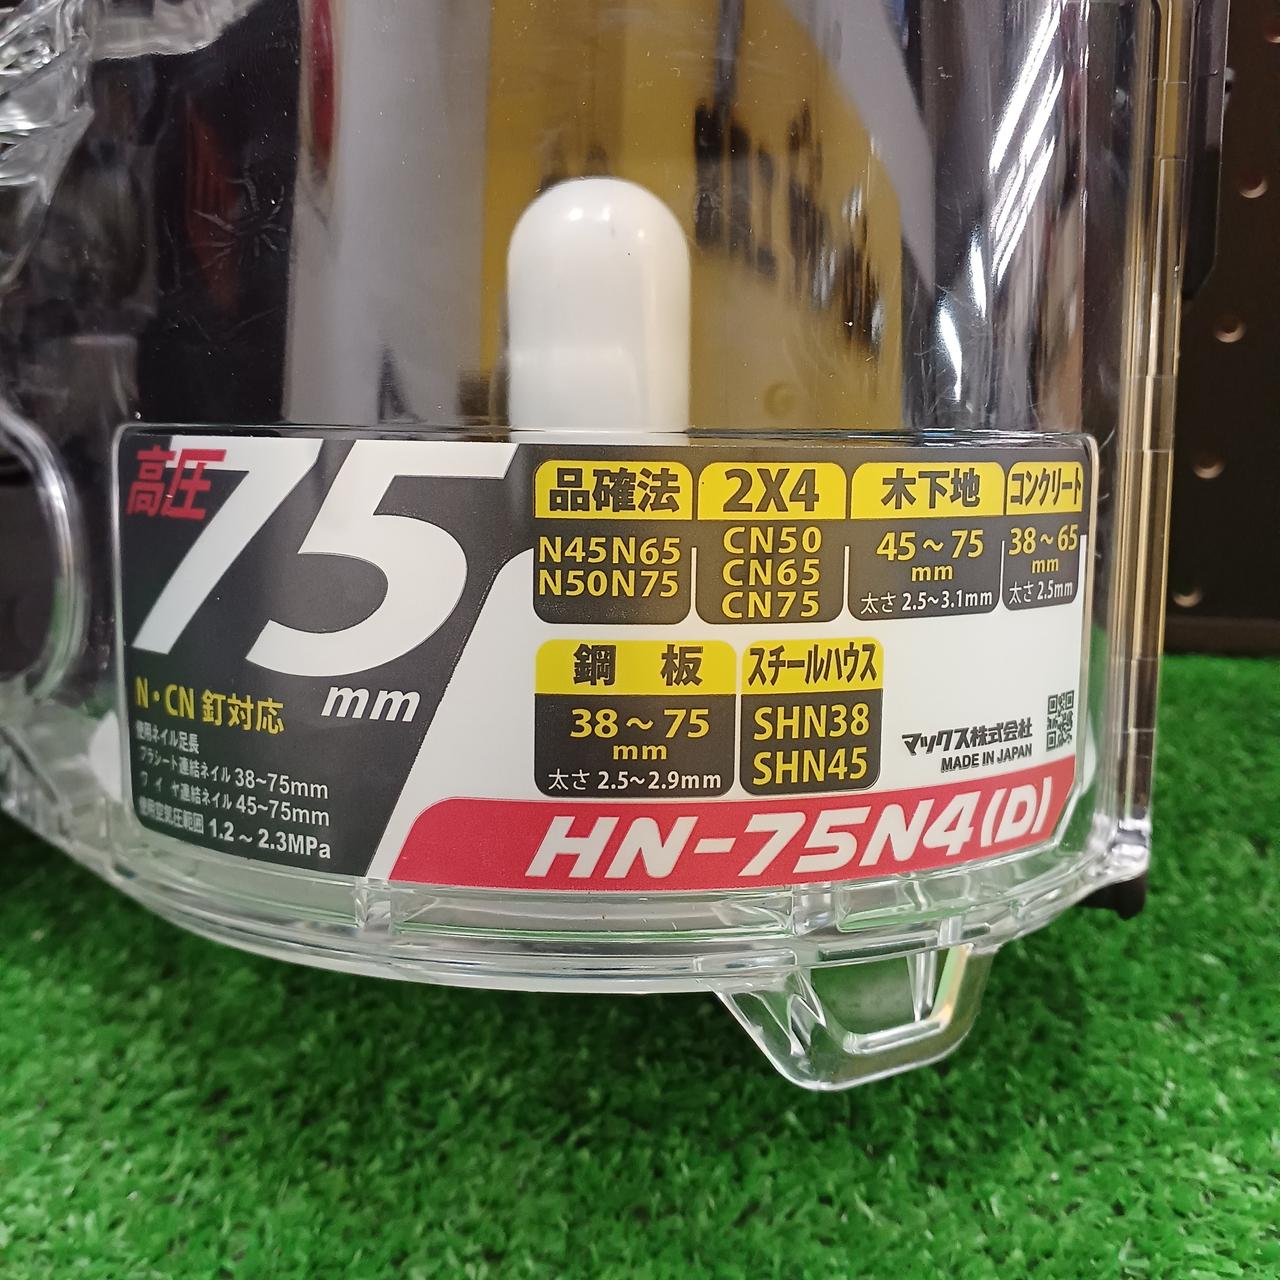 高圧
75
mm
N・CN 釘対応
使用ネイル足長
プラシート連結ネイル 38~75mm
ワイヤ連結ネイル 45~75mm
使用空気圧範囲 1.2～2.3MPa
品確法
N45N65
N50N75
2X4
CN50
CN65
CN75
木下地
45～75
mm
太さ 2.5~3.1mm
コンクリート
38～65
mm
太さ 2.5mm
鋼 板
38～75
mm
太さ 2.5~2.9mm
スチールハウス
SHN38
SHN45
マックス株式会社
MADE IN JAPAN
HN-75N4(D)